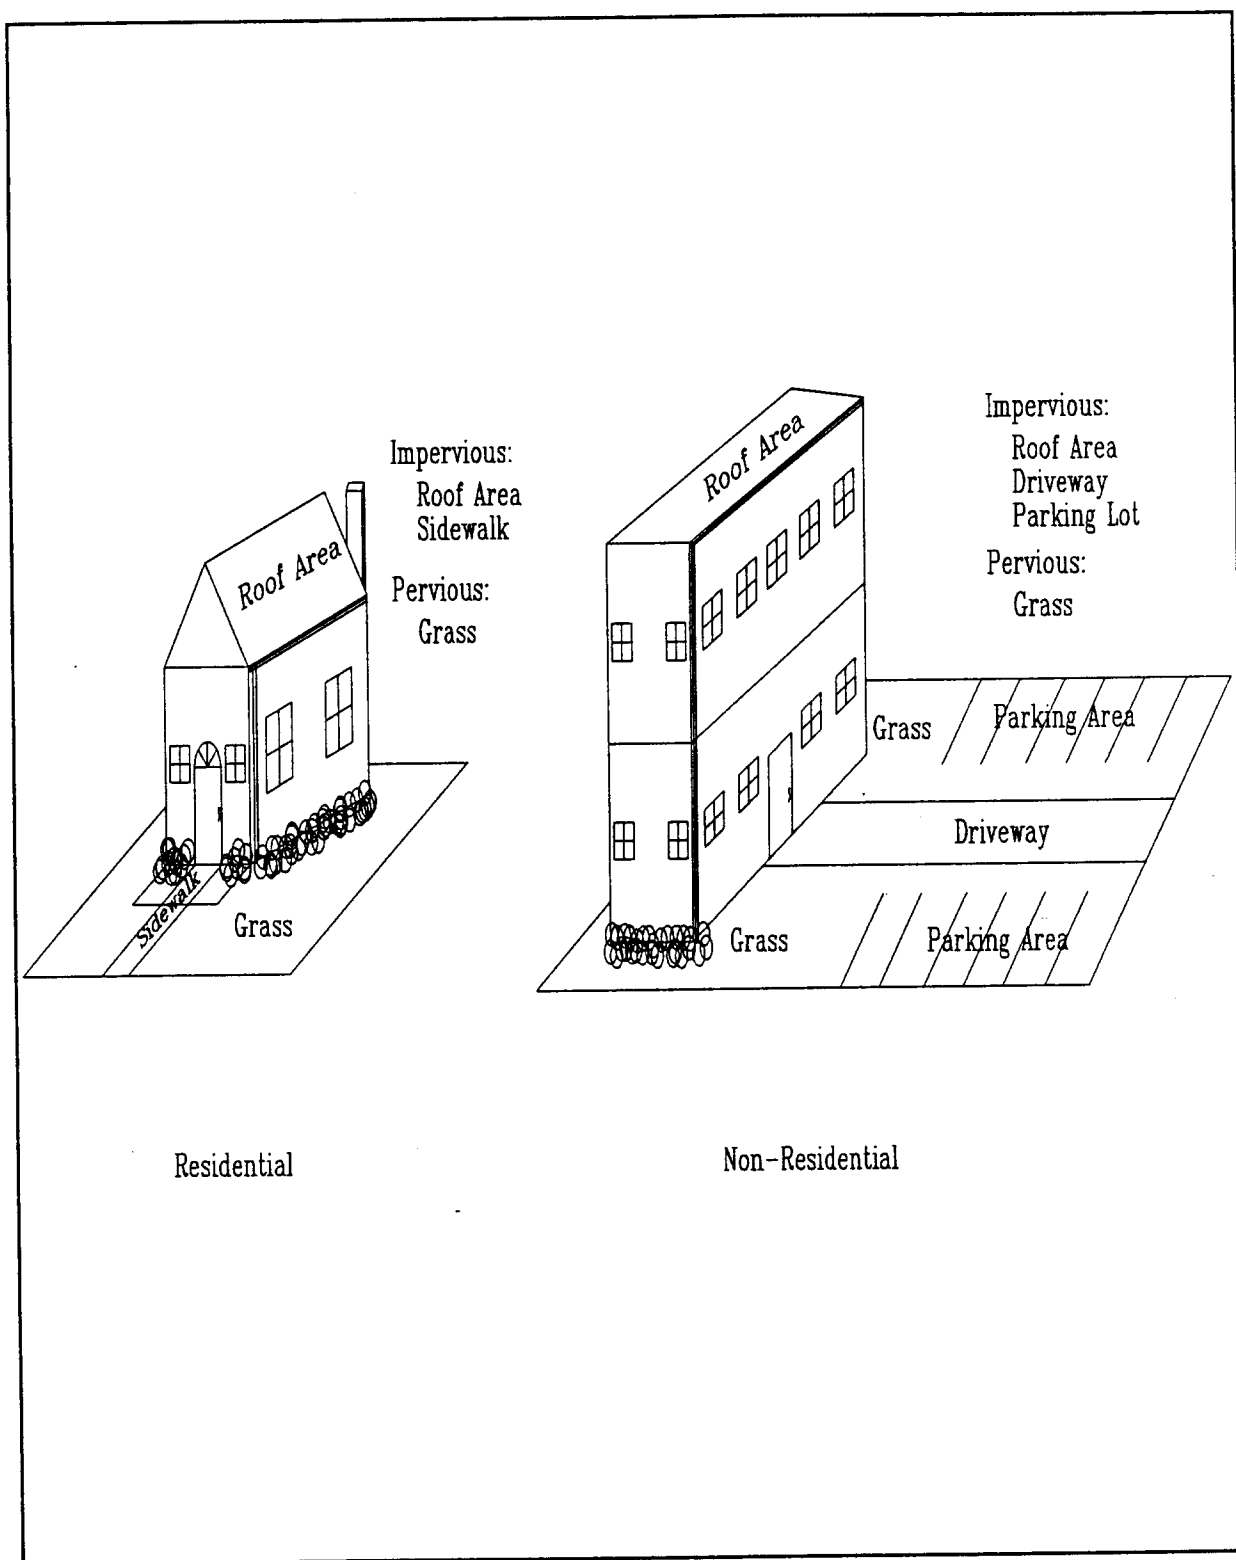 Impervious:
Roof Area
Sidewalk
Pervious:
Grass
Roof Area
Sidewalk
Grass
Residential
Impervious:
Roof Area
Driveway
Parking Lot
Pervious:
Grass
Roof Area
Grass
Parking Area
Driveway
Grass
Parking Area
Non-Residential